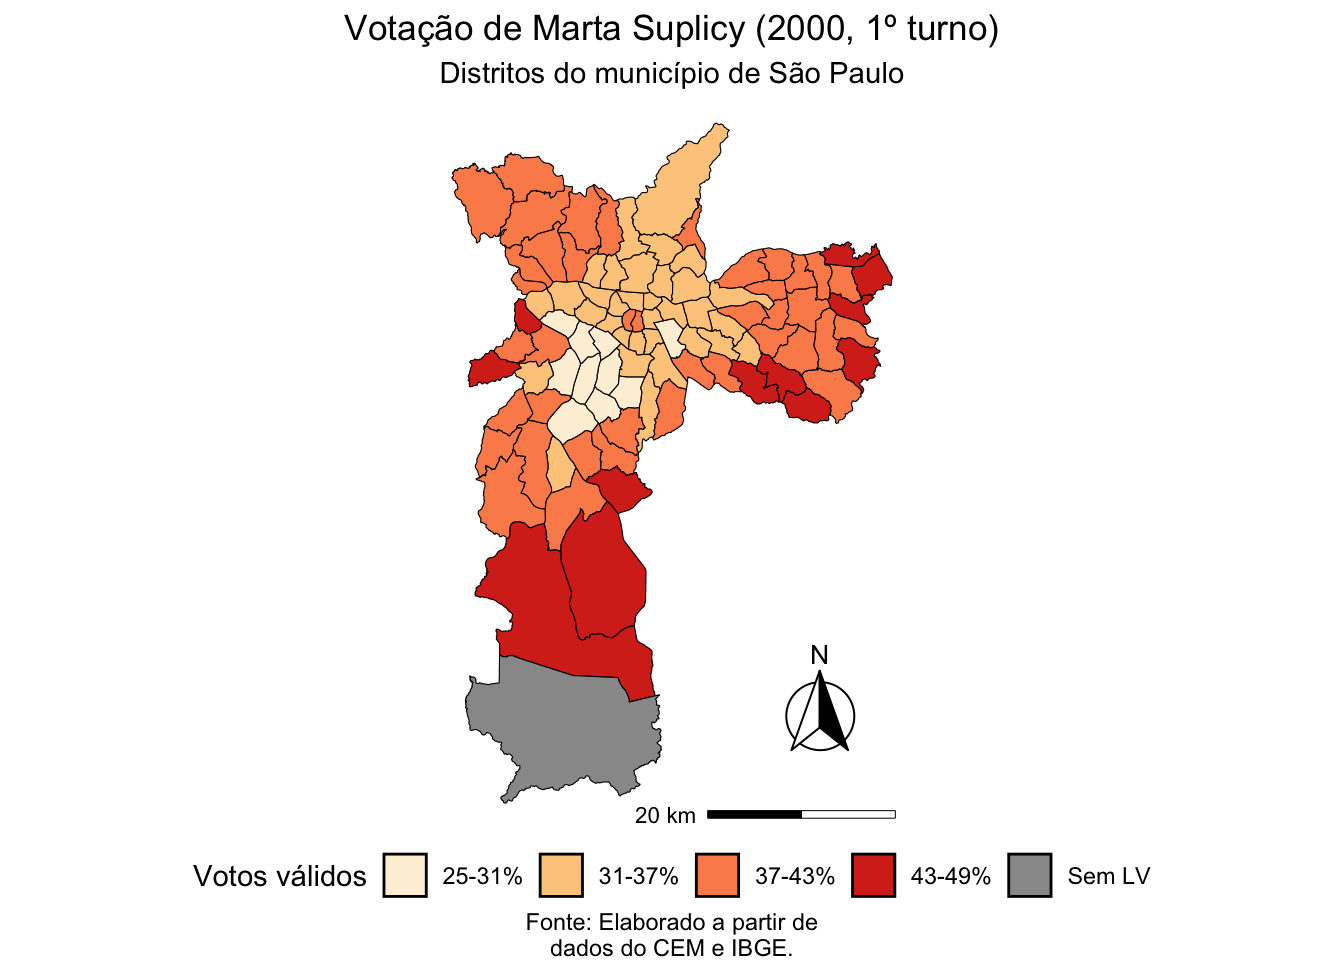 Votação de Marta Suplicy (2000, 1º turno)
Distritos do município de São Paulo
N
20 km
Votos válidos 25-31% 31-37% 37-43% 43-49% Sem LV
Fonte: Elaborado a partir de
dados do CEM e IBGE.